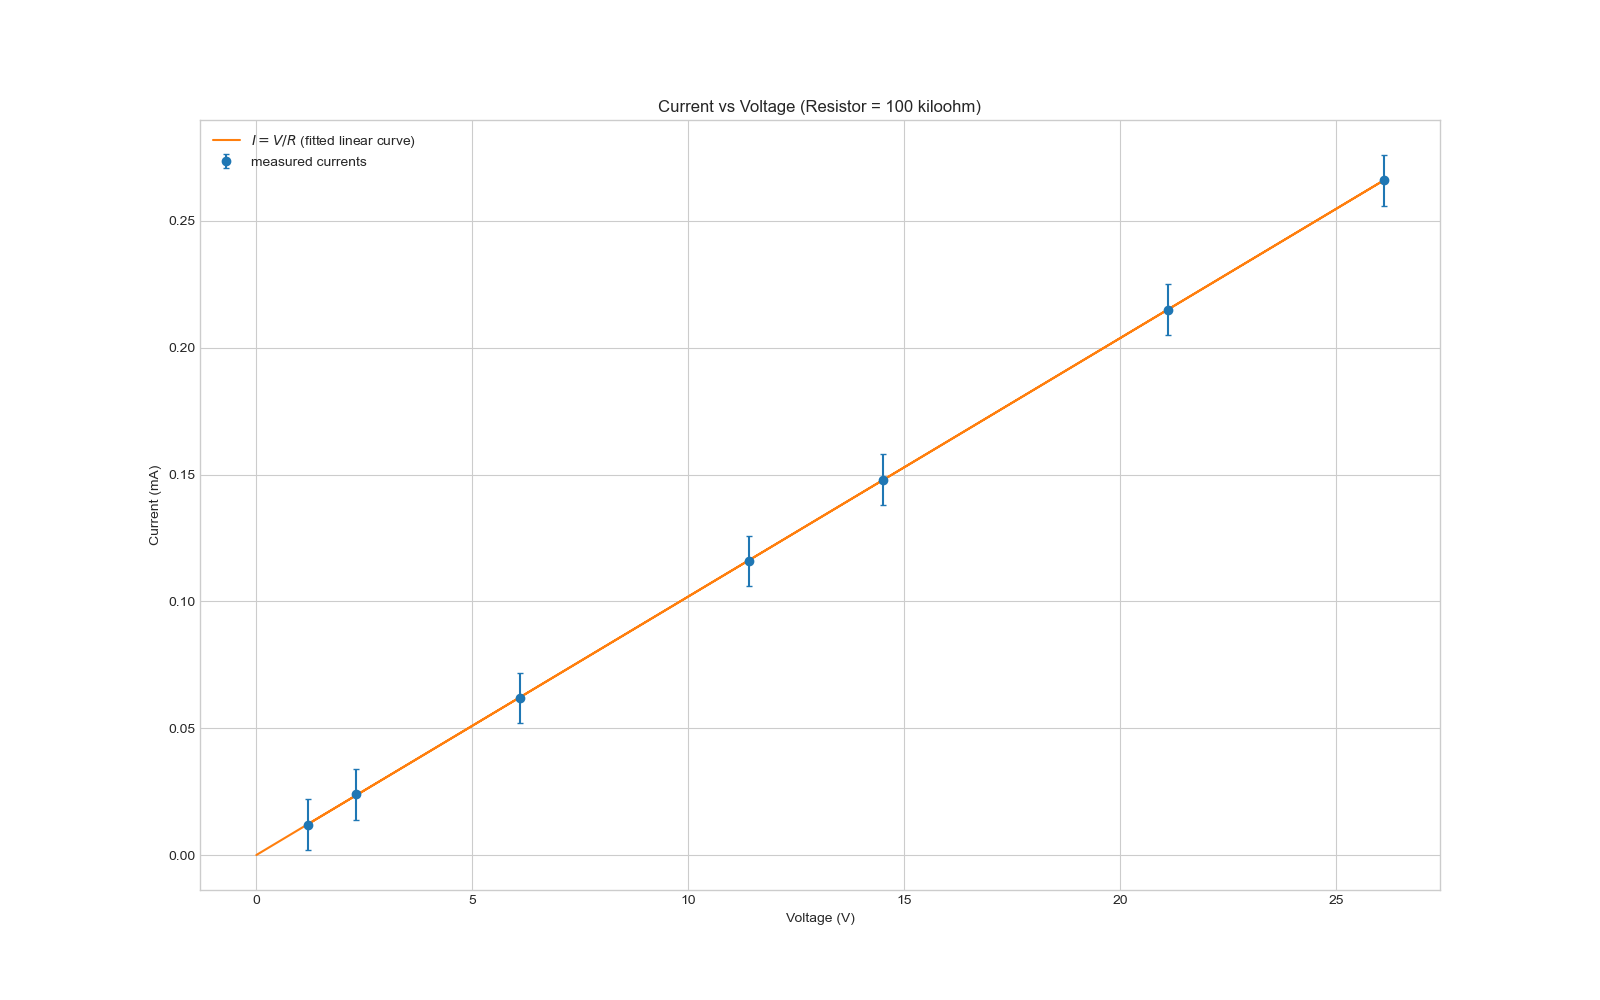 Current vs Voltage (Resistor = 100 kiloohm)
I = V/R (fitted linear curve)
measured currents
0.25
0.20
0.15
0.10
0.05
0.00
Current (mA)
0 5 10 15 20 25
Voltage (V)